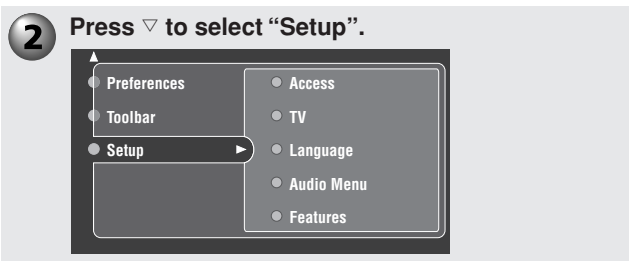 2 Press ▽ to select “Setup”.
Preferences
Toolbar
Setup
Access
TV
Language
Audio Menu
Features